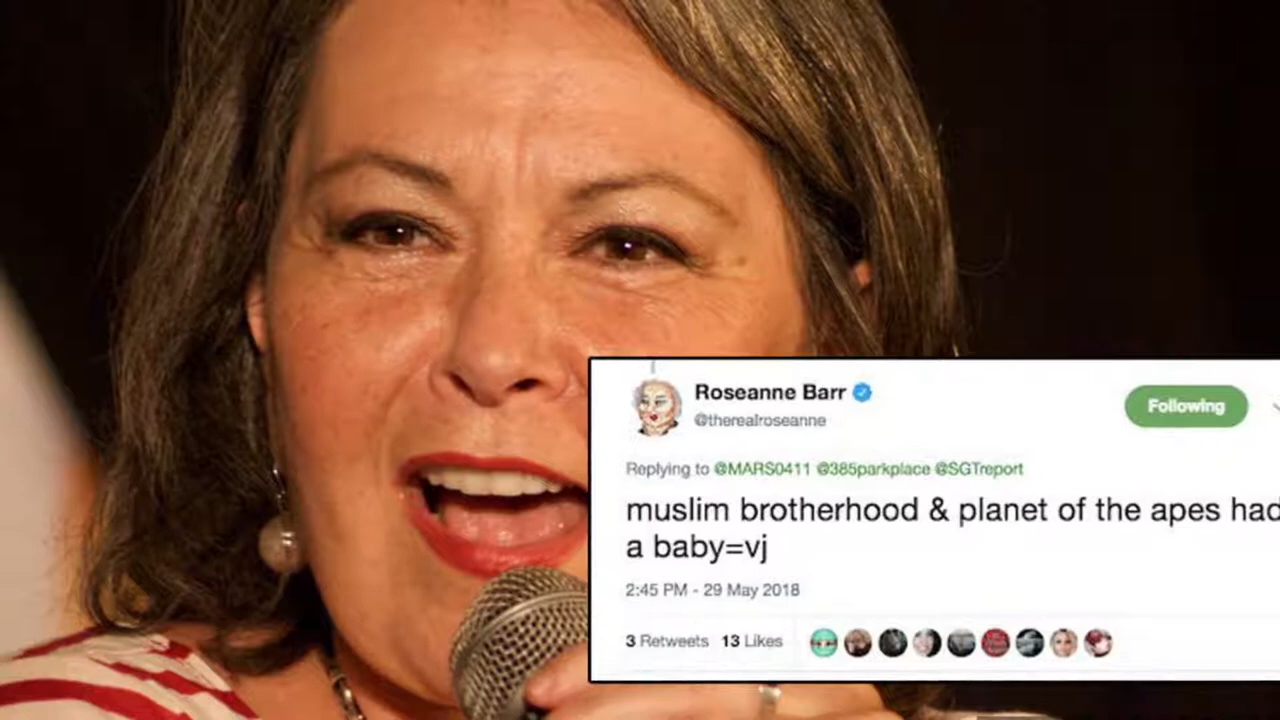 Roseanne Barr
Following
@therealroseanne
Replying to @MARS0411 @385parkplace @SGTreport
muslim brotherhood & planet of the apes had
a baby=vj
2:45 PM - 29 May 2018
3 Retweets 13 Likes